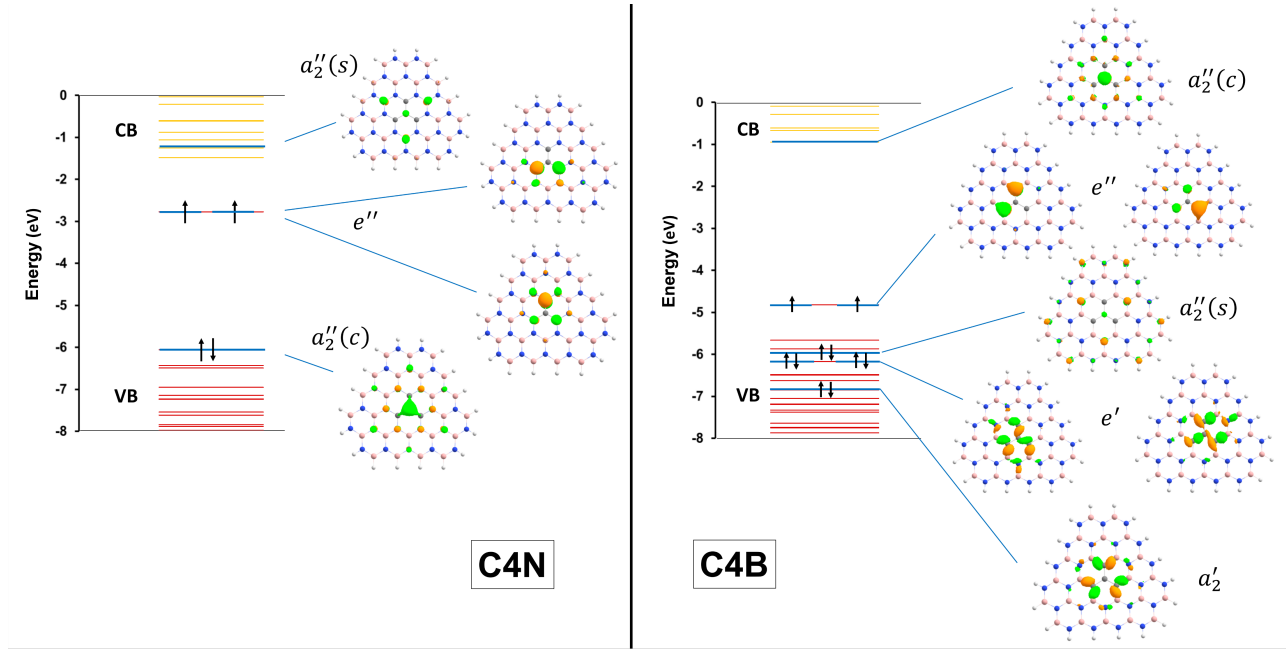 a₂′′(s)
0
CB
-1
-2
-3
e′′
-4
Energy (eV)
-5
a₂′′(c)
-6
-7
VB
-8
C4N
a₂′′(c)
0
CB
-1
-2
e′′
-3
Energy (eV)
-4
a₂′′(s)
-5
-6
-7
VB
e′
-8
C4B
a₂′